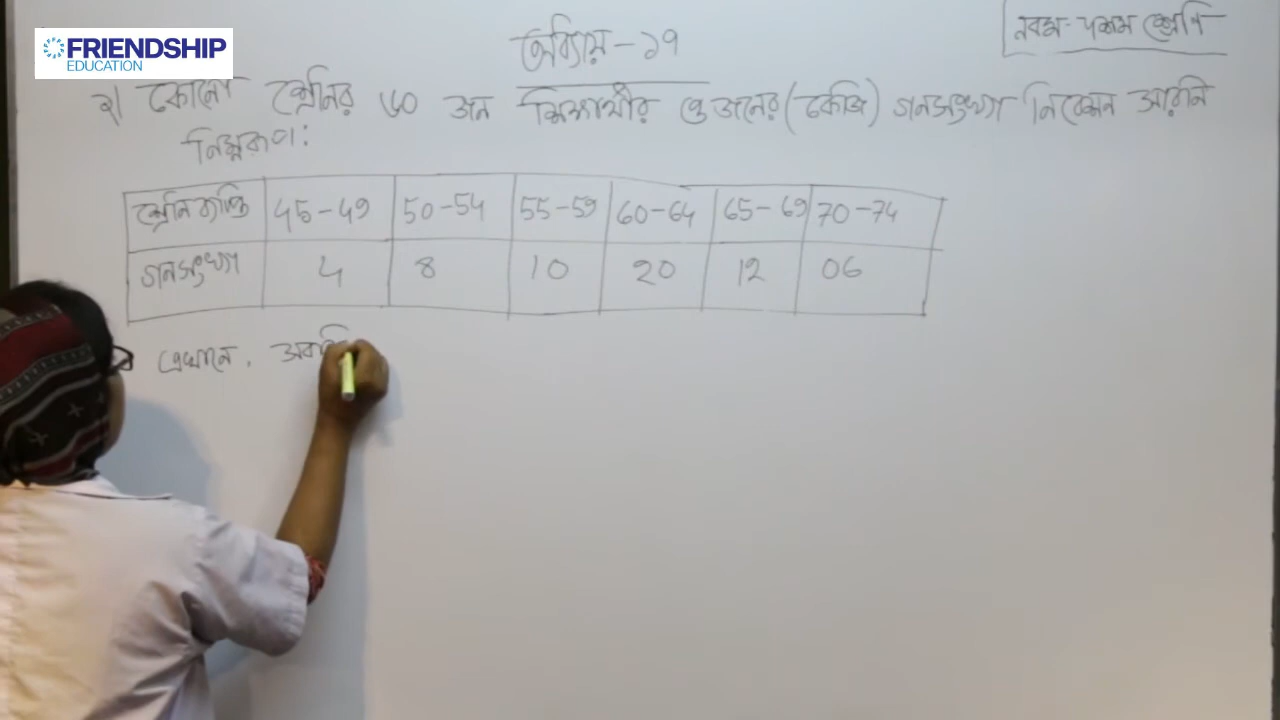 FRIENDSHIP
EDUCATION
অধ্যায় - ১৭
নবম-দশম শ্রেণি
২। কোনো শ্রেনির ৬০ জন শিক্ষার্থীর ওজনের (কেজি) গনসংখ্যা নিবেশন সারনি
নিম্নরূপ:
শ্রেনিব্যাপ্তি 45-49 50-54 55-59 60-64 65-69 70-74
গনসংখ্যা 4 8 10 20 12 06
এখানে,